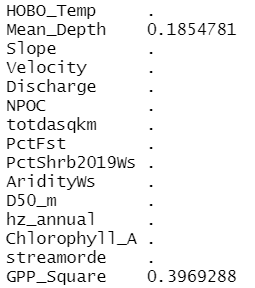 HOBO_Temp .
Mean_Depth 0.1854781
Slope .
Velocity .
Discharge .
NPOC .
totdasqkm .
PctFst .
PctShrb2019Ws .
AridityWs .
D50_m .
hz_annual .
Chlorophyll_A .
streamorde .
GPP_Square 0.3969288